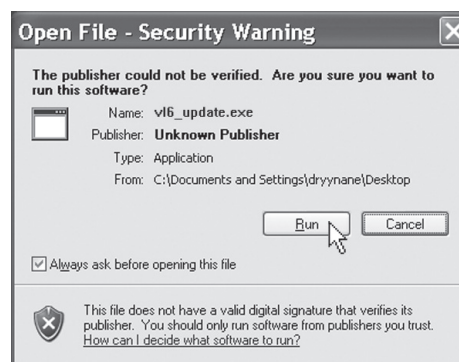 Open File - Security Warning
The publisher could not be verified. Are you sure you want to
run this software?
Name: vl6_update.exe
Publisher: Unknown Publisher
Type: Application
From: C:\Documents and Settings\dryynane\Desktop
Run Cancel
Always ask before opening this file
This file does not have a valid digital signature that verifies its
publisher. You should only run software from publishers you trust.
How can I decide what software to run?